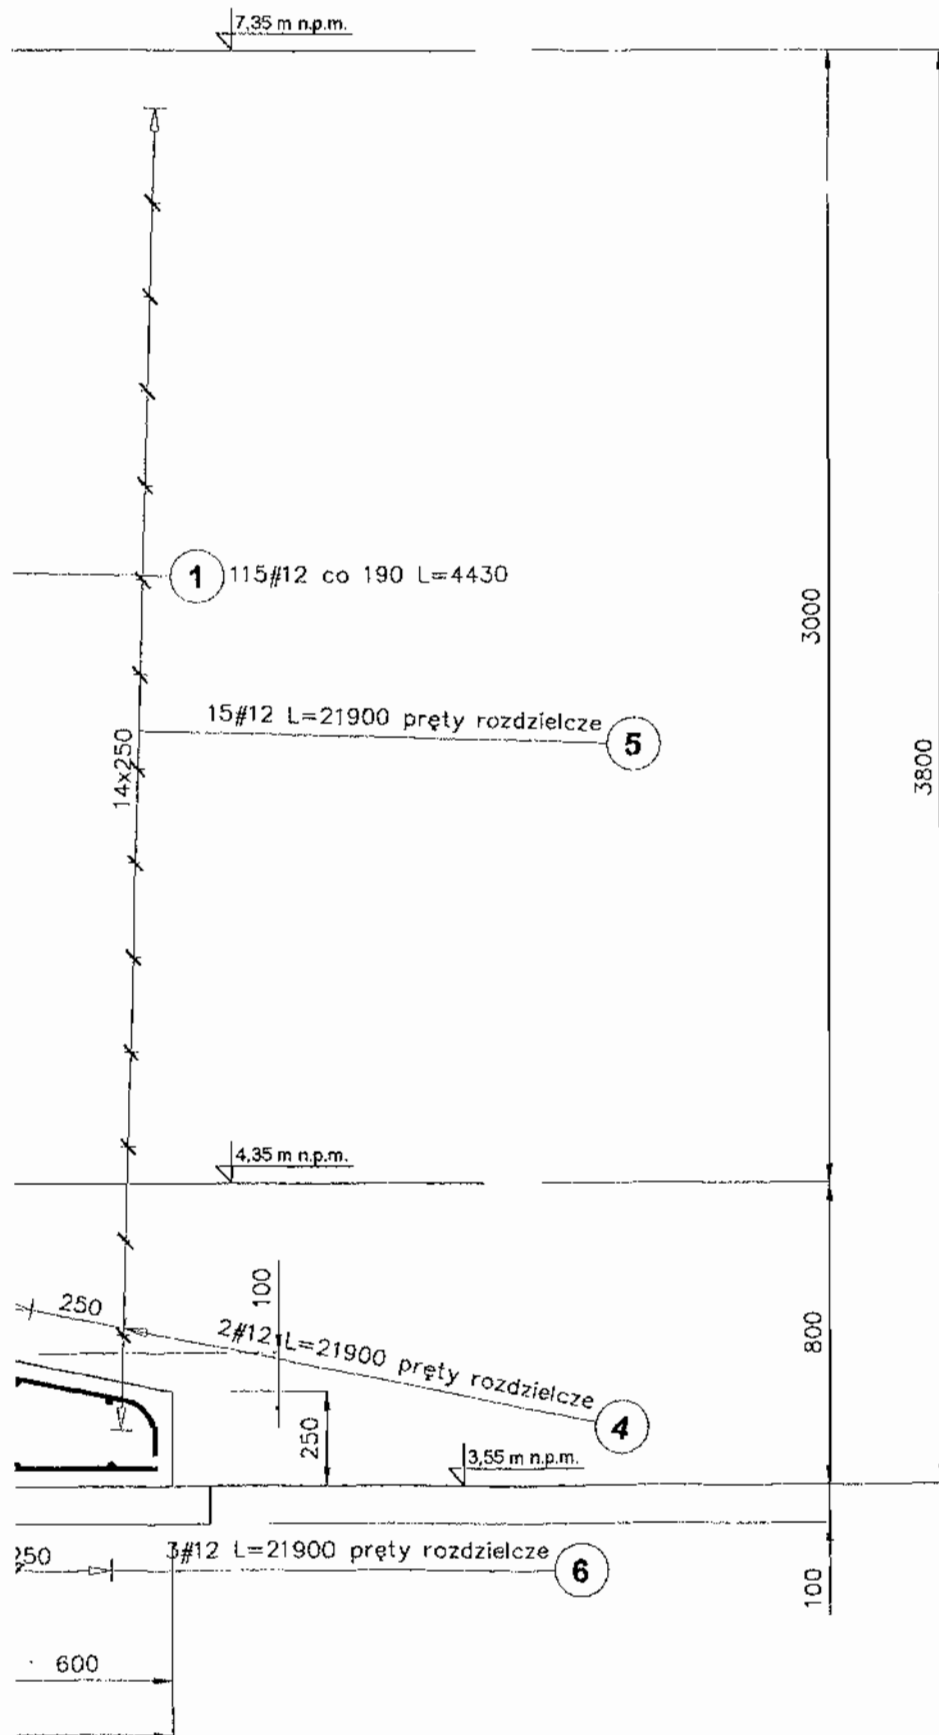 7,35 m n.p.m.
1 115#12 co 190 L=4430
3000
15#12 L=21900 pręty rozdzielcze 5
14x250
3800
4,35 m n.p.m.
250
100
2#12 L=21900 pręty rozdzielcze 4
800
250
3,55 m n.p.m.
250
3#12 L=21900 pręty rozdzielcze 6
100
600